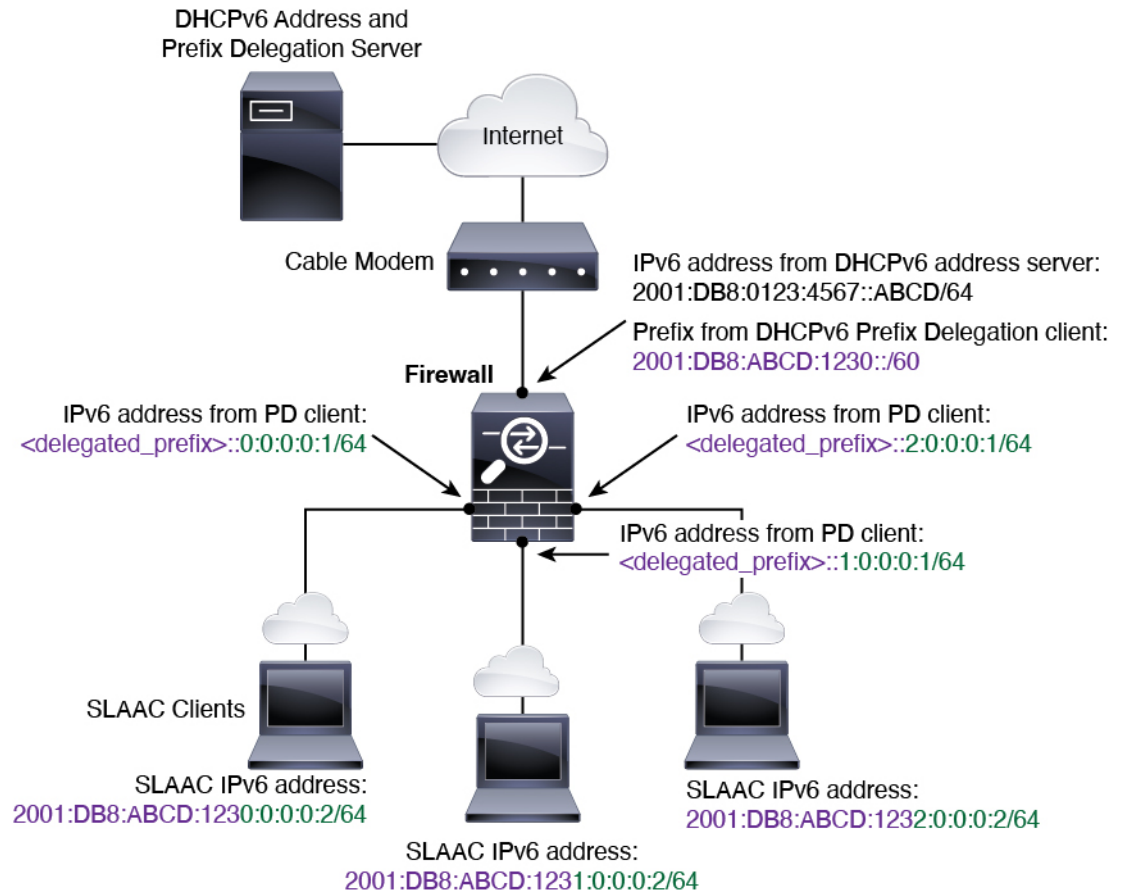 DHCPv6 Address and
Prefix Delegation Server
Internet
Cable Modem
IPv6 address from DHCPv6 address server:
2001:DB8:0123:4567::ABCD/64
Prefix from DHCPv6 Prefix Delegation client:
2001:DB8:ABCD:1230::/60
Firewall
IPv6 address from PD client:
<delegated_prefix>::0:0:0:0:1/64
IPv6 address from PD client:
<delegated_prefix>::2:0:0:0:1/64
IPv6 address from PD client:
<delegated_prefix>::1:0:0:0:1/64
SLAAC Clients
SLAAC IPv6 address:
2001:DB8:ABCD:1230:0:0:0:2/64
SLAAC IPv6 address:
2001:DB8:ABCD:1232:0:0:0:2/64
SLAAC IPv6 address:
2001:DB8:ABCD:1231:0:0:0:2/64